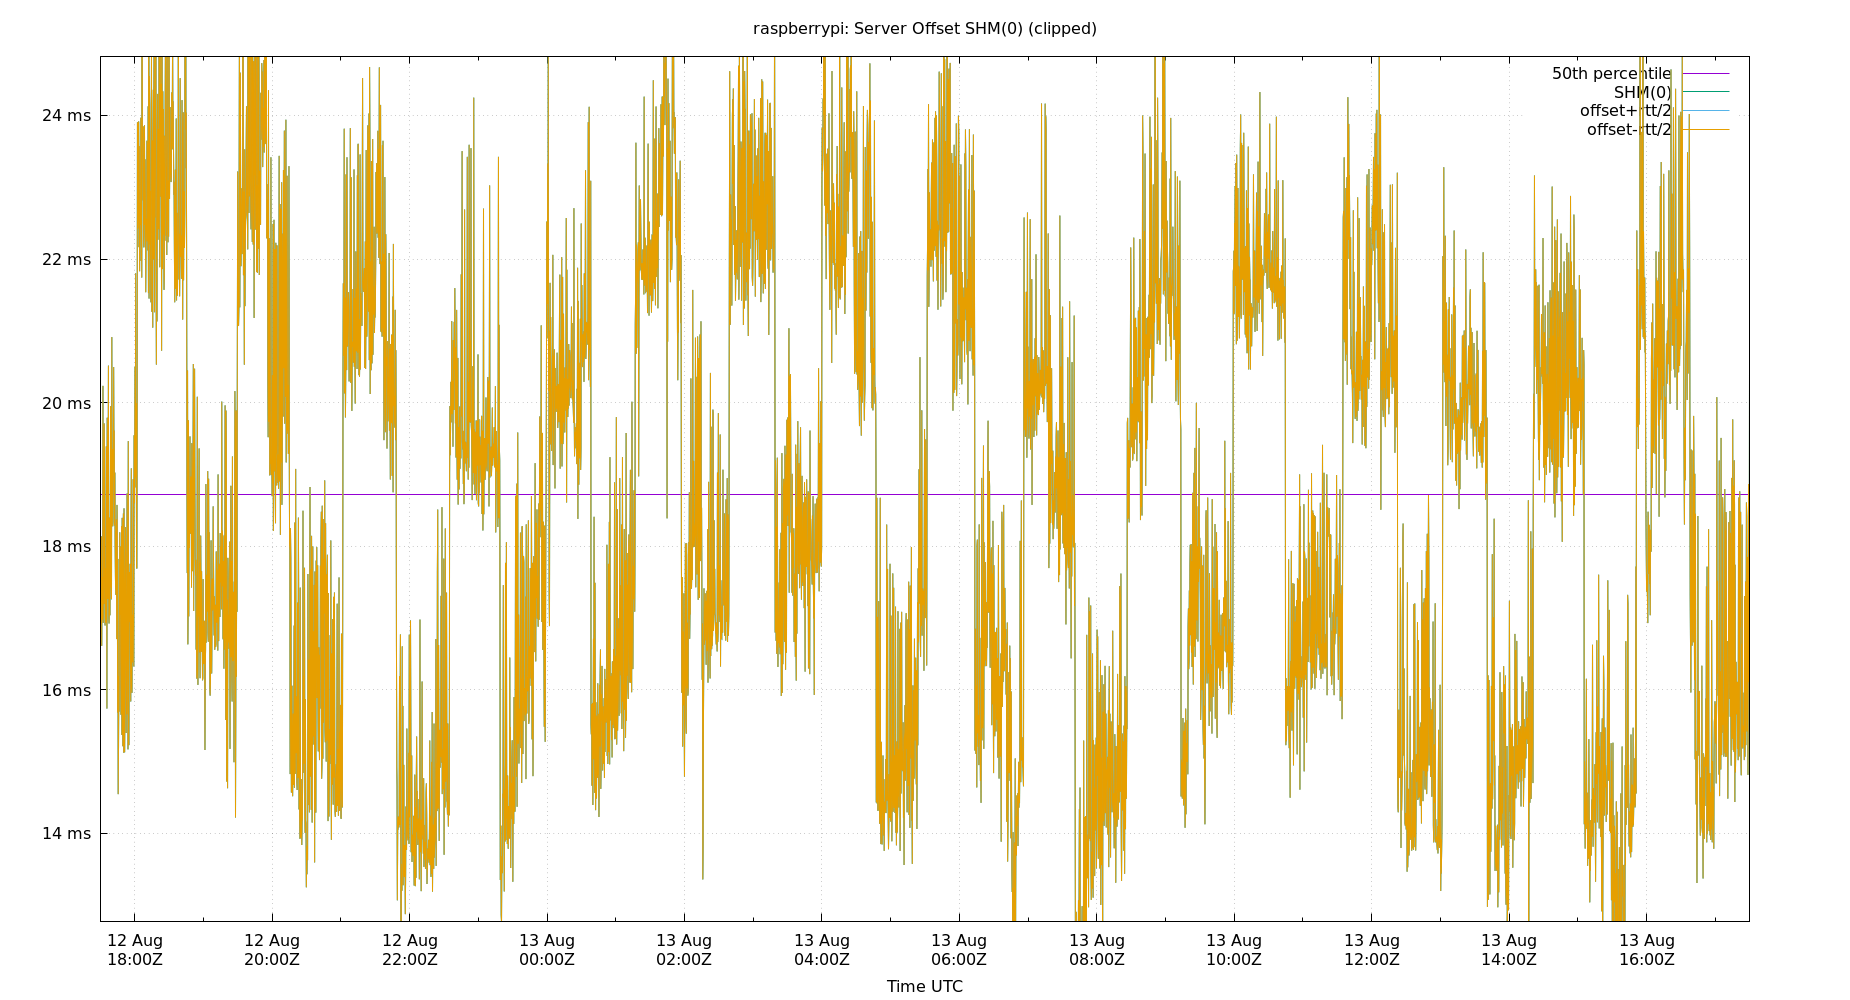 raspberrypi: Server Offset SHM(0) (clipped)
50th percentile
SHM(0)
offset+rtt/2
offset-rtt/2
24 ms
22 ms
20 ms
18 ms
16 ms
14 ms
12 Aug 12 Aug 12 Aug 13 Aug 13 Aug 13 Aug 13 Aug 13 Aug 13 Aug 13 Aug 13 Aug 13 Aug
18:00Z 20:00Z 22:00Z 00:00Z 02:00Z 04:00Z 06:00Z 08:00Z 10:00Z 12:00Z 14:00Z 16:00Z
Time UTC